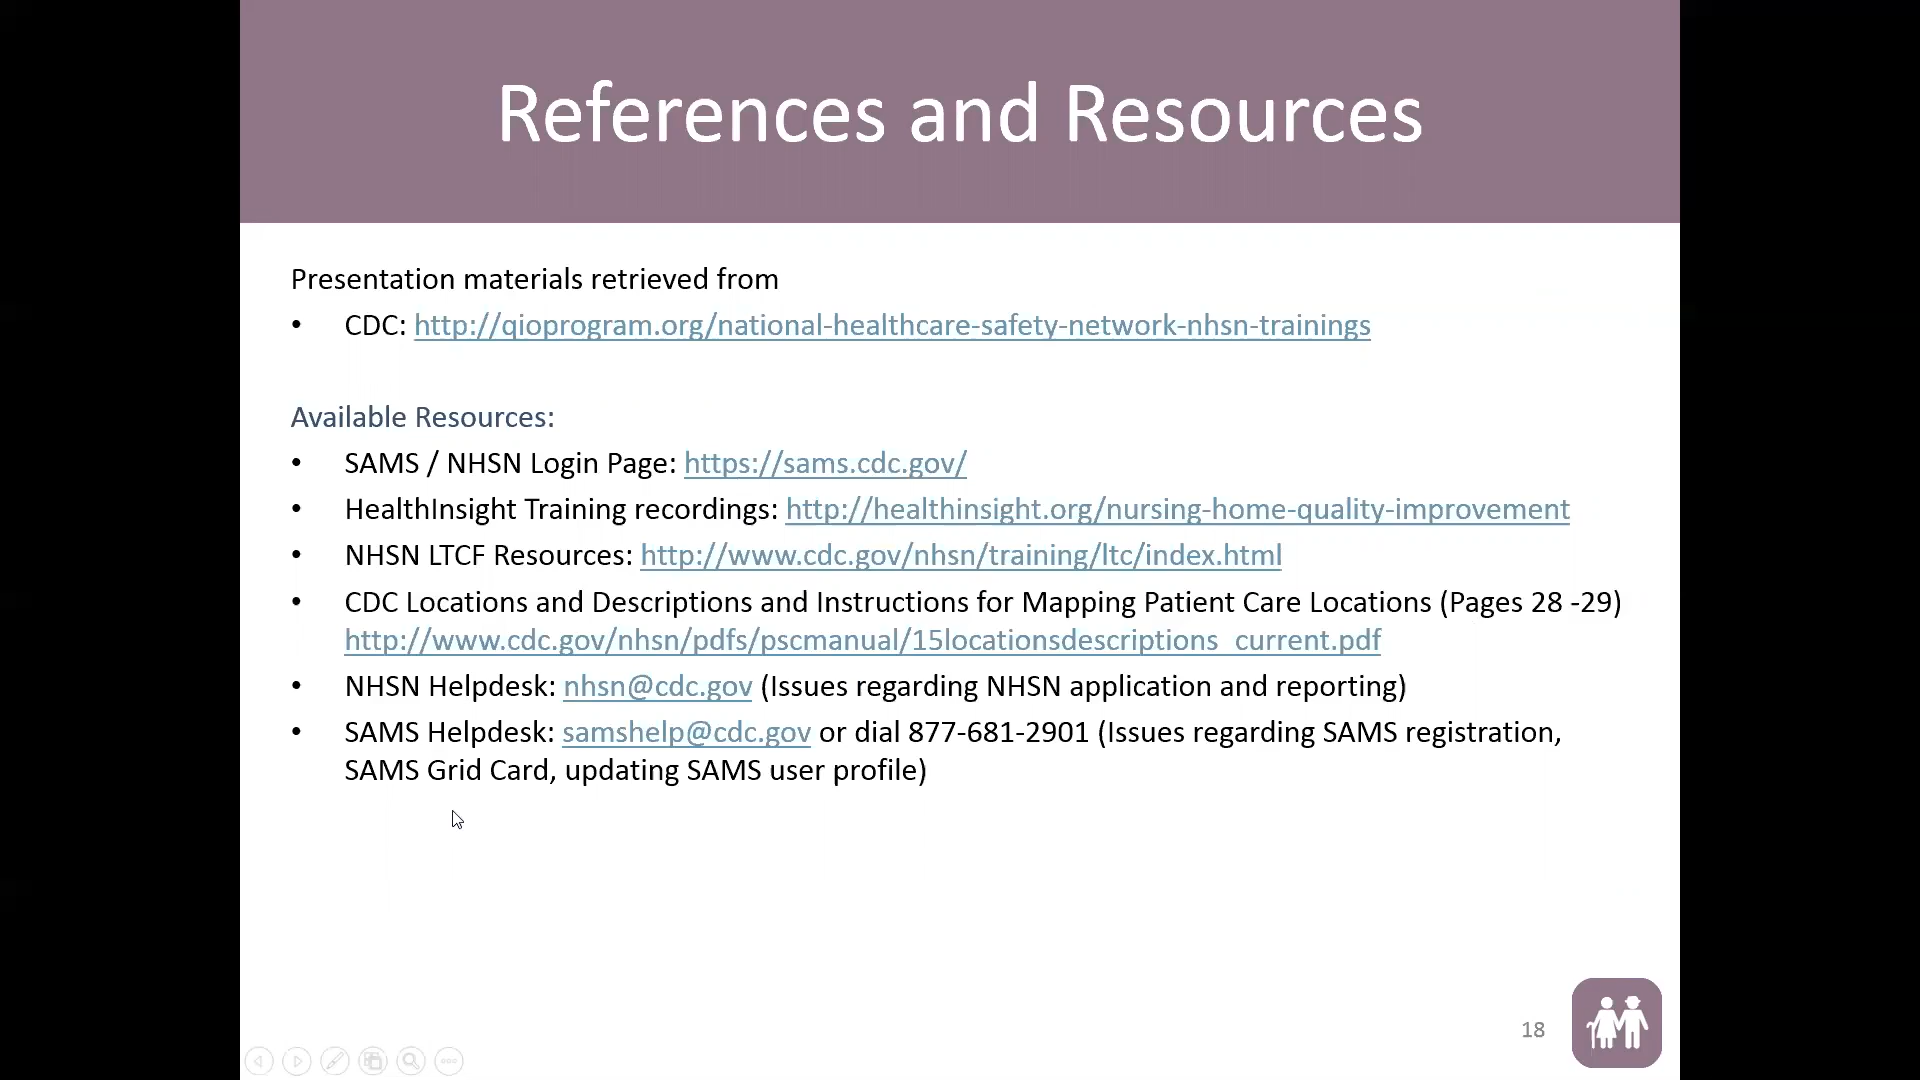 References and Resources
Presentation materials retrieved from
• CDC: http://qioprogram.org/national-healthcare-safety-network-nhsn-trainings
Available Resources:
• SAMS / NHSN Login Page: https://sams.cdc.gov/
• HealthInsight Training recordings: http://healthinsight.org/nursing-home-quality-improvement
• NHSN LTCF Resources: http://www.cdc.gov/nhsn/training/ltc/index.html
• CDC Locations and Descriptions and Instructions for Mapping Patient Care Locations (Pages 28 -29)
http://www.cdc.gov/nhsn/pdfs/pscmanual/15locationsdescriptions_current.pdf
• NHSN Helpdesk: nhsn@cdc.gov (Issues regarding NHSN application and reporting)
• SAMS Helpdesk: samshelp@cdc.gov or dial 877-681-2901 (Issues regarding SAMS registration,
SAMS Grid Card, updating SAMS user profile)
18